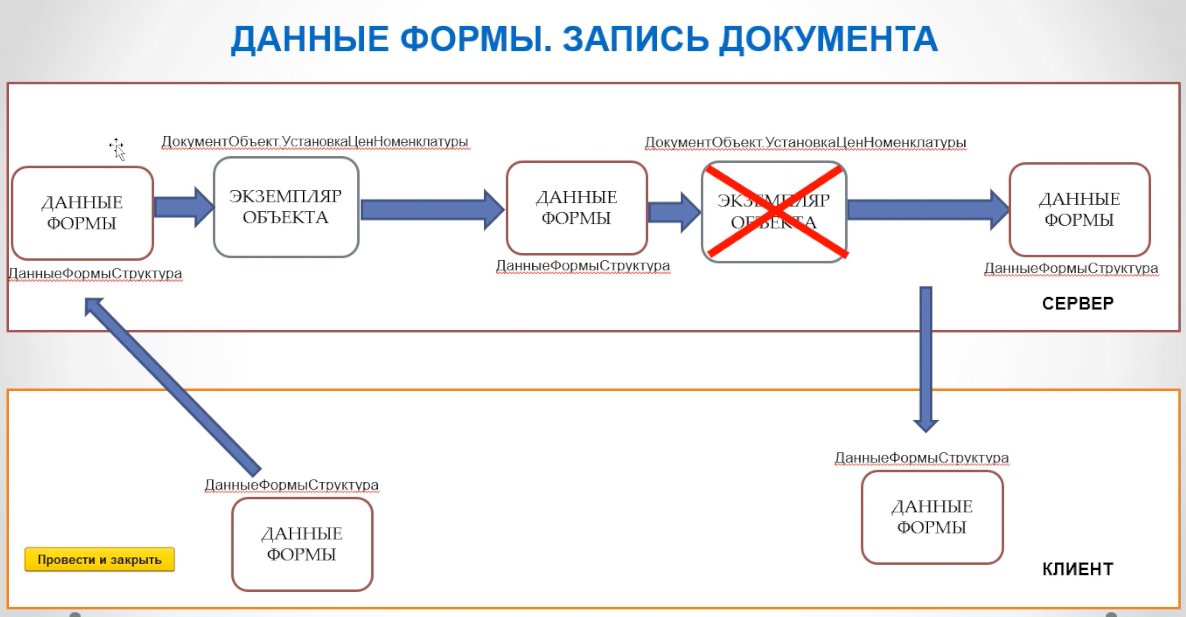 ДАННЫЕ ФОРМЫ. ЗАПИСЬ ДОКУМЕНТА
ДокументОбъект.УстановкаЦенНоменклатуры
ДокументОбъект.УстановкаЦенНоменклатуры
ДАННЫЕ
ФОРМЫ
ЭКЗЕМПЛЯР
ОБЪЕКТА
ДАННЫЕ
ФОРМЫ
ЭКЗЕМПЛЯР
ОБЪЕКТА
ДАННЫЕ
ФОРМЫ
ДанныеФормыСтруктура
ДанныеФормыСтруктура
ДанныеФормыСтруктура
СЕРВЕР
ДанныеФормыСтруктура
ДАННЫЕ
ФОРМЫ
ДанныеФормыСтруктура
ДАННЫЕ
ФОРМЫ
Провести и закрыть
КЛИЕНТ